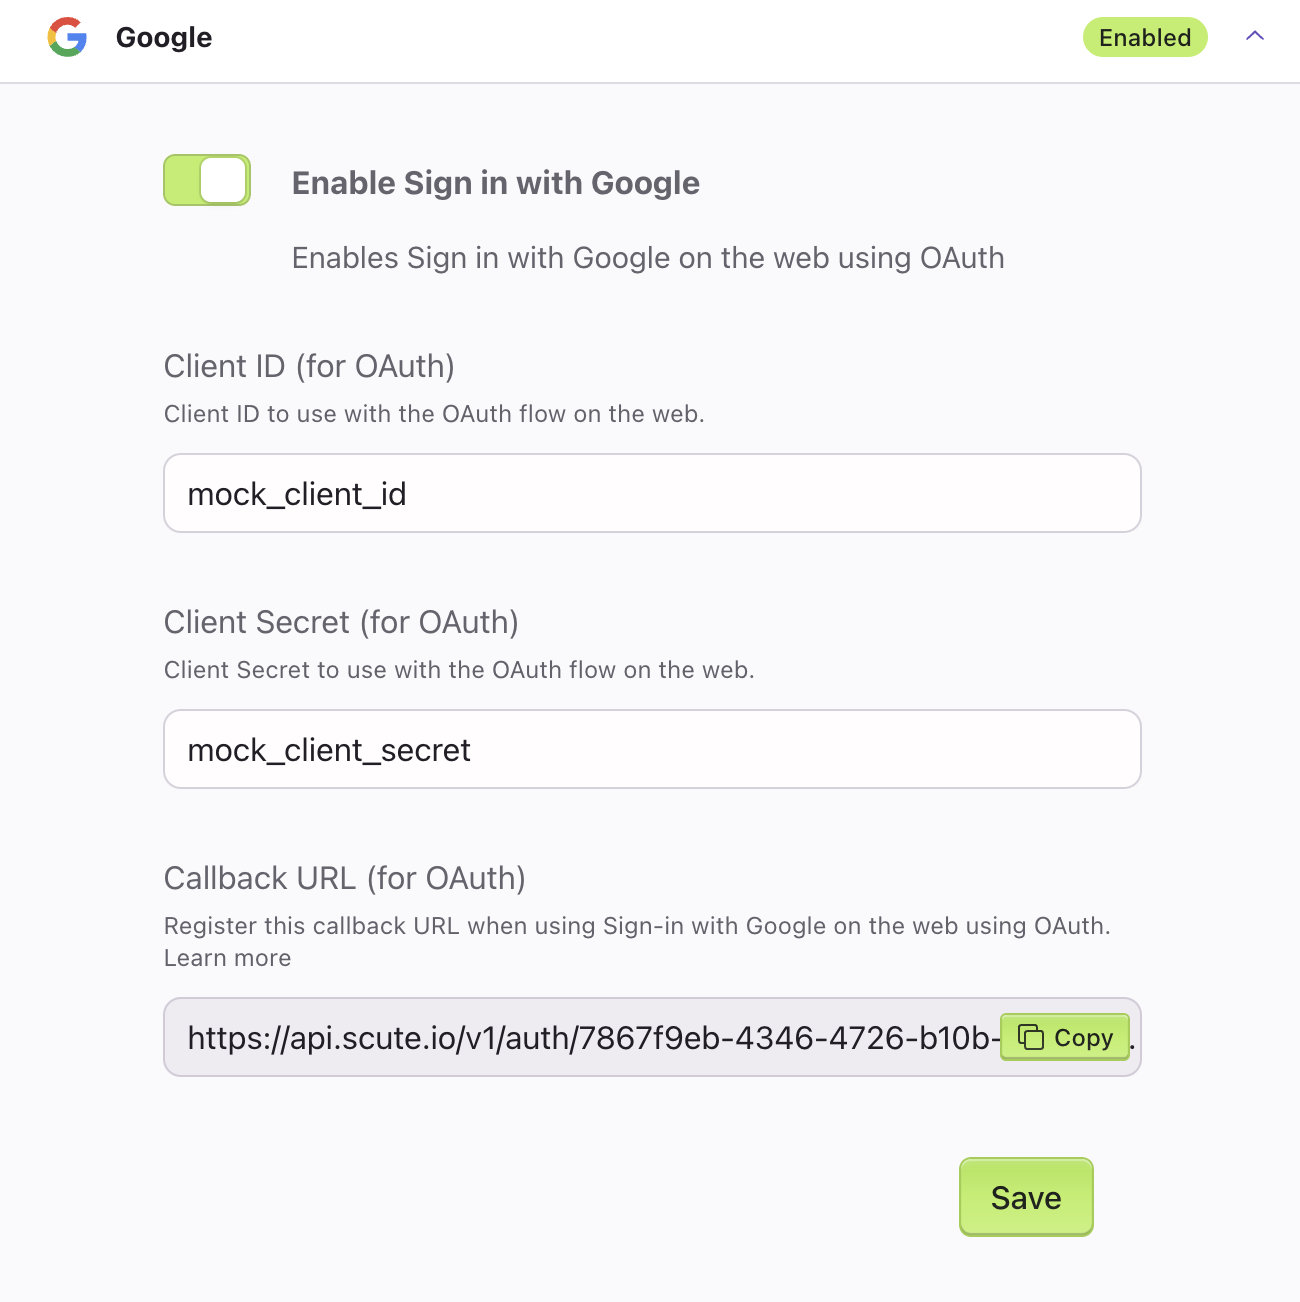 Google
Enabled
Enable Sign in with Google
Enables Sign in with Google on the web using OAuth
Client ID (for OAuth)
Client ID to use with the OAuth flow on the web.
mock_client_id
Client Secret (for OAuth)
Client Secret to use with the OAuth flow on the web.
mock_client_secret
Callback URL (for OAuth)
Register this callback URL when using Sign-in with Google on the web using OAuth.
Learn more
https://api.scute.io/v1/auth/7867f9eb-4346-4726-b10b-
Copy
Save